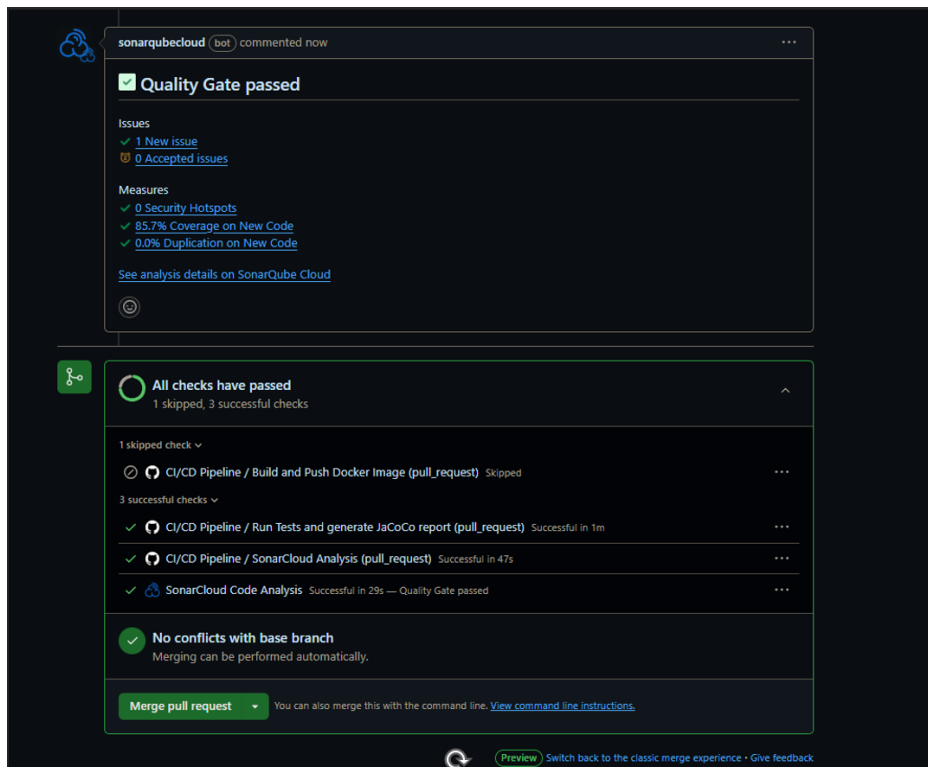 sonarqubecloud bot commented now
Quality Gate passed
Issues
1 New issue
0 Accepted issues
Measures
0 Security Hotspots
85.7% Coverage on New Code
0.0% Duplication on New Code
See analysis details on SonarQube Cloud
All checks have passed
1 skipped, 3 successful checks
1 skipped check
CI/CD Pipeline / Build and Push Docker Image (pull_request) Skipped
3 successful checks
CI/CD Pipeline / Run Tests and generate JaCoCo report (pull_request) Successful in 1m
CI/CD Pipeline / SonarCloud Analysis (pull_request) Successful in 47s
SonarCloud Code Analysis Successful in 29s — Quality Gate passed
No conflicts with base branch
Merging can be performed automatically.
Merge pull request You can also merge this with the command line. View command line instructions.
Preview Switch back to the classic merge experience • Give feedback